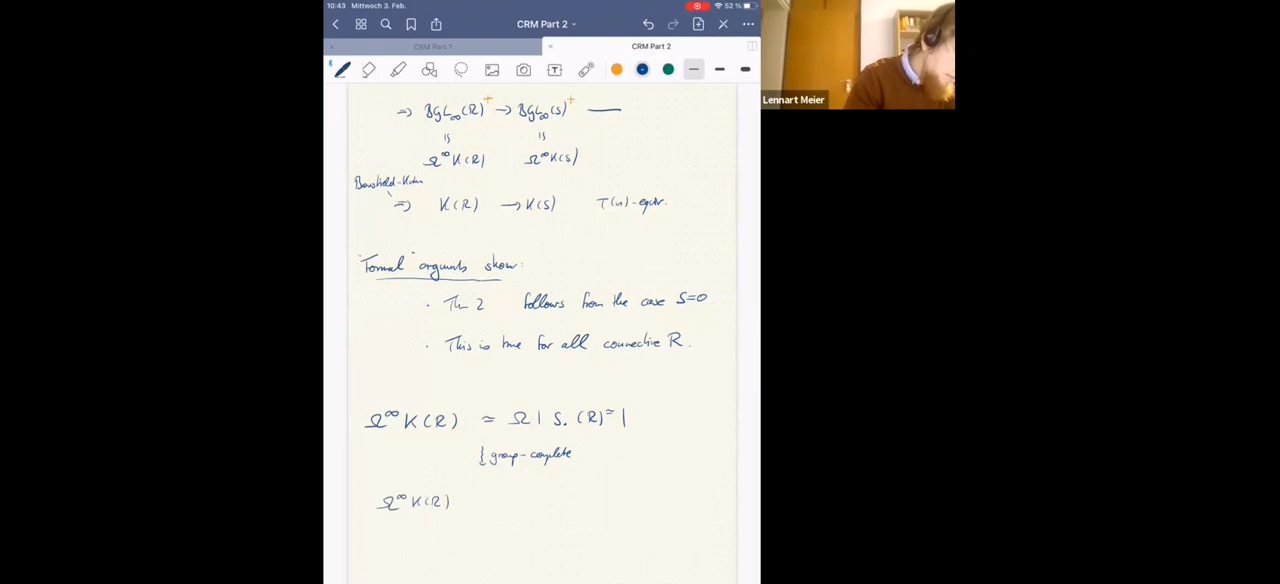 10:43 Mittwoch 3. Feb. 52 %
CRM Part 2
CRM Part 1 CRM Part 2
Lennart Meier
⇒ BGL∞(R)⁺ → BGL∞(S)⁺ —
Ω∞K(R) Ω∞K(S)
Bousfield-Kuhn
⇒ K(R) → K(S) T(n)-equiv.
"Formal" arguments show:
· Thm 2 follows from the case S=0
· This is true for all connective R.
Ω∞K(R) ≃ Ω | S.(R)≃ |
group-complete
Ω∞K(R)